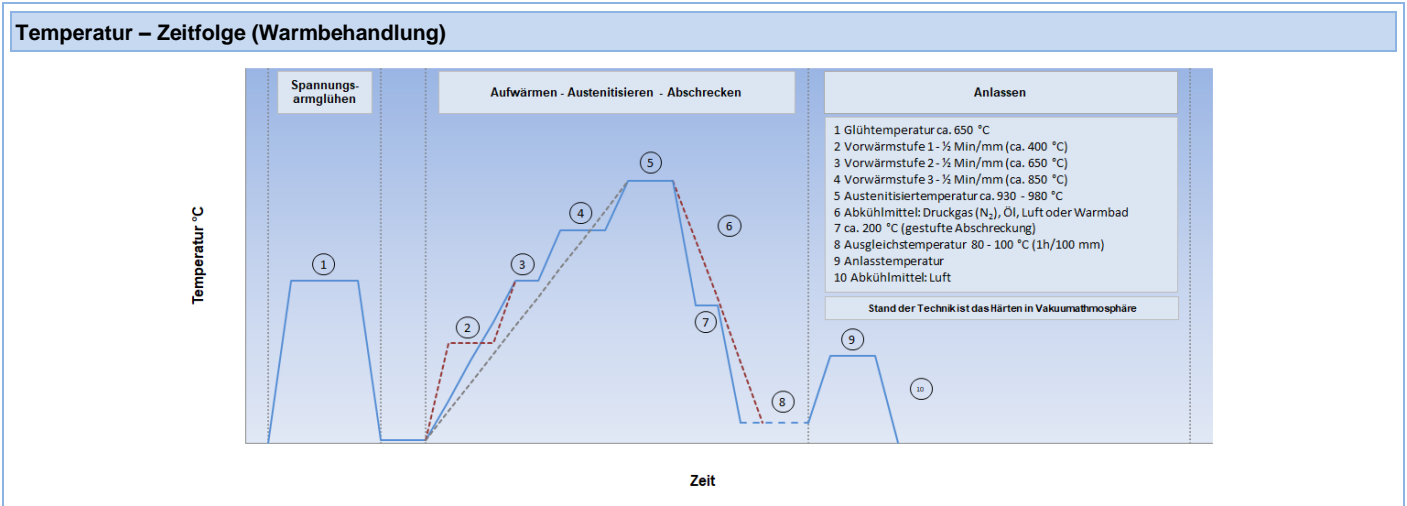 Temperatur – Zeitfolge (Warmbehandlung)
Spannungs-
armglühen
Aufwärmen - Austenitisieren - Abschrecken
Anlassen
1 Glühtemperatur ca. 650 °C
2 Vorwärmstufe 1 - ½ Min/mm (ca. 400 °C)
3 Vorwärmstufe 2 - ½ Min/mm (ca. 650 °C)
4 Vorwärmstufe 3 - ½ Min/mm (ca. 850 °C)
5 Austenitisiertemperatur ca. 930 - 980 °C
6 Abkühlmittel: Druckgas (N₂), Öl, Luft oder Warmbad
7 ca. 200 °C (gestufte Abschreckung)
8 Ausgleichstemperatur 80 - 100 °C (1h/100 mm)
9 Anlasstemperatur
10 Abkühlmittel: Luft
Stand der Technik ist das Härten in Vakuumathmosphäre
Temperatur °C
1
2
3
4
5
6
7
8
9
10
Zeit